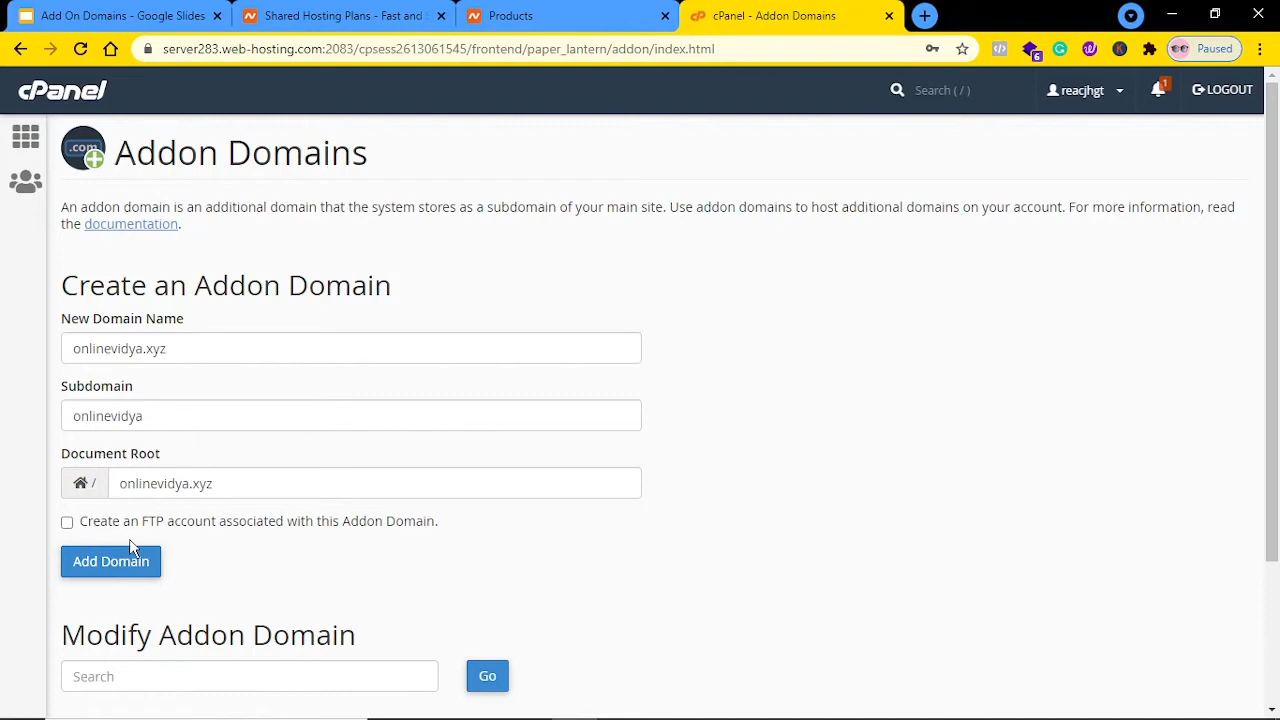 Add On Domains - Google Slides
Shared Hosting Plans - Fast and S
Products
cPanel - Addon Domains
server283.web-hosting.com:2083/cpsess2613061545/frontend/paper_lantern/addon/index.html
6
Paused
cPanel
Search ( / )
reacjhgt
1
LOGOUT
.com
Addon Domains
An addon domain is an additional domain that the system stores as a subdomain of your main site. Use addon domains to host additional domains on your account. For more information, read
the documentation.
Create an Addon Domain
New Domain Name
onlinevidya.xyz
Subdomain
onlinevidya
Document Root
/ onlinevidya.xyz
Create an FTP account associated with this Addon Domain.
Add Domain
Modify Addon Domain
Search
Go